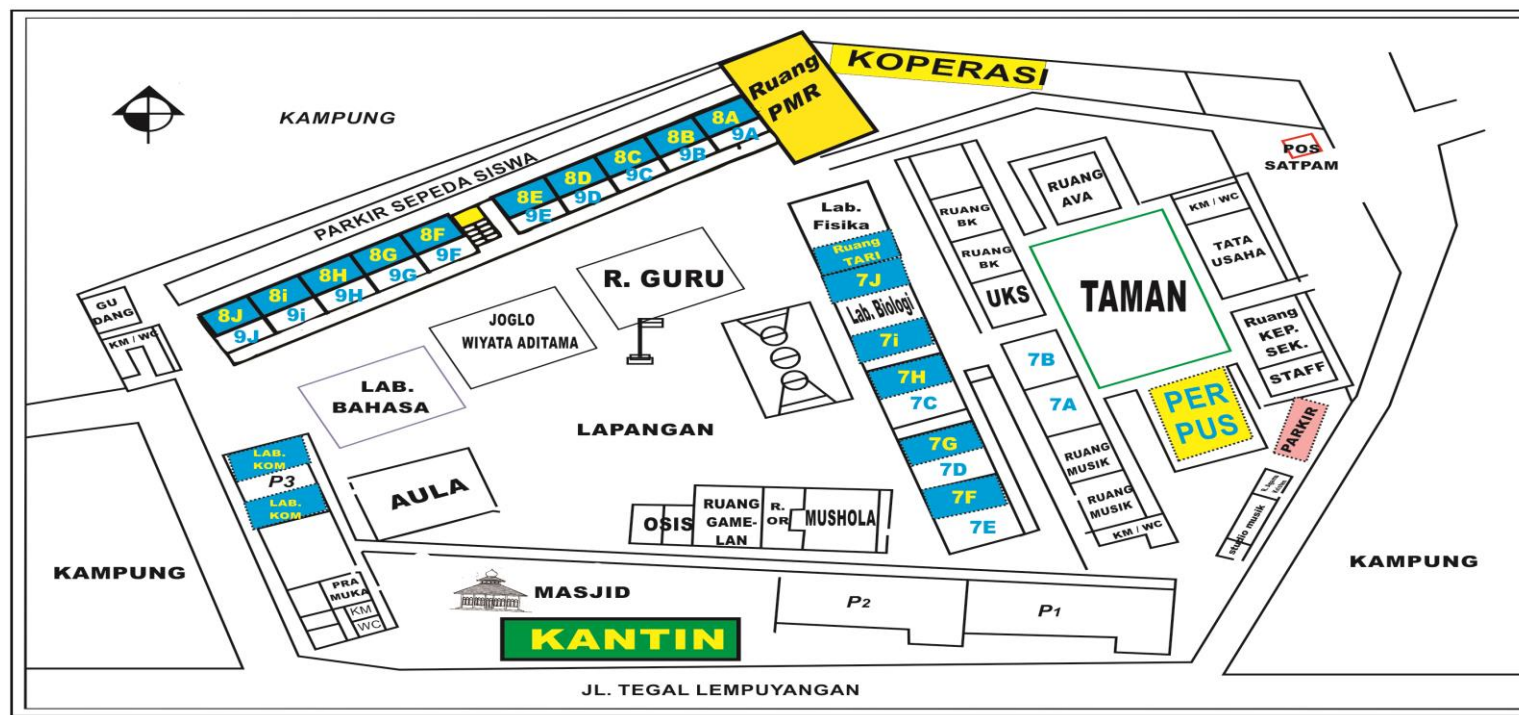 KOPERASI
Ruang
PMR
KAMPUNG
PARKIR SEPEDA SISWA
8A
9A
8B
9B
8C
9C
8D
9D
8E
9E
8F
9F
8G
9G
8H
9H
8i
9i
8J
9J
POS
SATPAM
GU
DANG
KM / WC
R. GURU
JOGLO
WIYATA ADITAMA
LAB.
BAHASA
LAPANGAN
AULA
LAB.
KOM
P3
LAB.
KOM
PRA
MUKA
KM
WC
KAMPUNG
Lab.
Fisika
Ruang
TARI
7J
Lab. Biologi
7i
7H
7C
7G
7D
7F
7E
RUANG
BK
RUANG
BK
UKS
RUANG
AVA
KM / WC
TATA
USAHA
TAMAN
Ruang
KEP.
SEK.
STAFF
7B
7A
RUANG
MUSIK
RUANG
MUSIK
KM / WC
PER
PUS
PARKIR
studio musik
OSIS
RUANG
GAME-
LAN
R.
OR
MUSHOLA
MASJID
KANTIN
P2
P1
KAMPUNG
JL. TEGAL LEMPUYANGAN